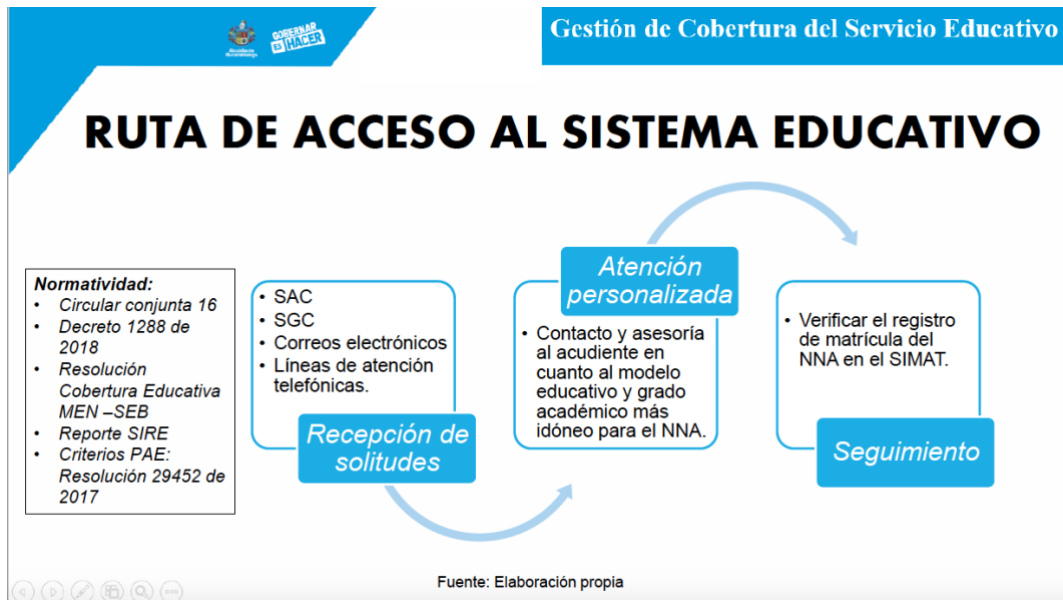 GOBERNAR
ES HACER
Gestión de Cobertura del Servicio Educativo
RUTA DE ACCESO AL SISTEMA EDUCATIVO
Normatividad:
• Circular conjunta 16
• Decreto 1288 de
2018
• Resolución
Cobertura Educativa
MEN –SEB
• Reporte SIRE
• Criterios PAE:
Resolución 29452 de
2017
• SAC
• SGC
• Correos electrónicos
• Líneas de atención
telefónicas.
Recepción de
solitudes
Atención
personalizada
• Contacto y asesoría
al acudiente en
cuanto al modelo
educativo y grado
académico más
idóneo para el NNA.
• Verificar el registro
de matrícula del
NNA en el SIMAT.
Seguimiento
Fuente: Elaboración propia